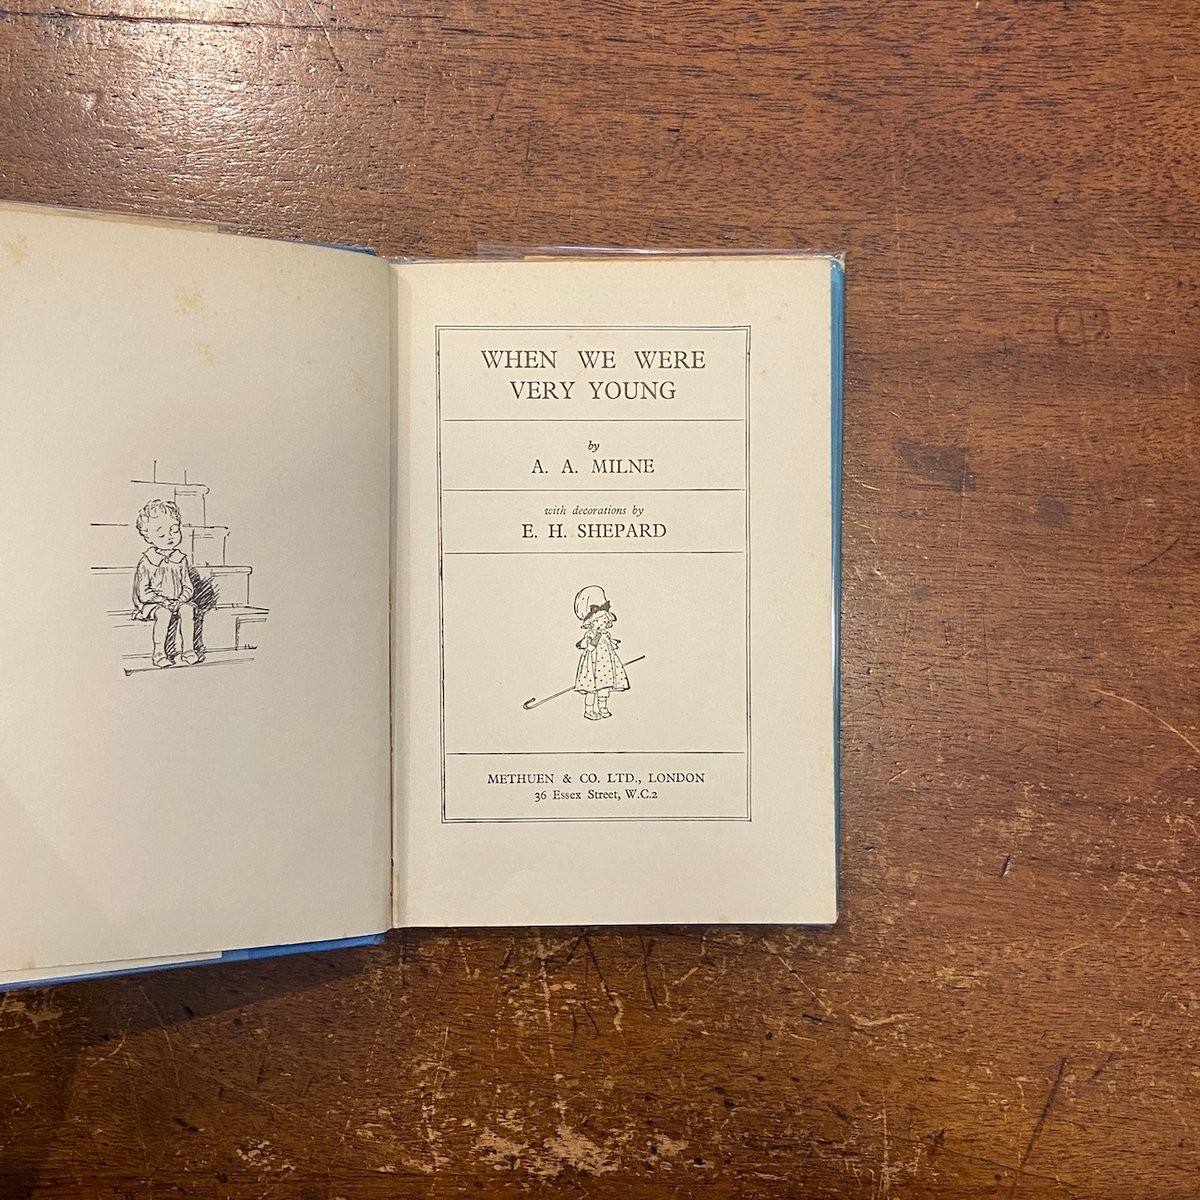 WHEN WE WERE
VERY YOUNG
by
A. A. MILNE
with decorations by
E. H. SHEPARD
METHUEN & CO. LTD., LONDON
36 Essex Street, W.C.2